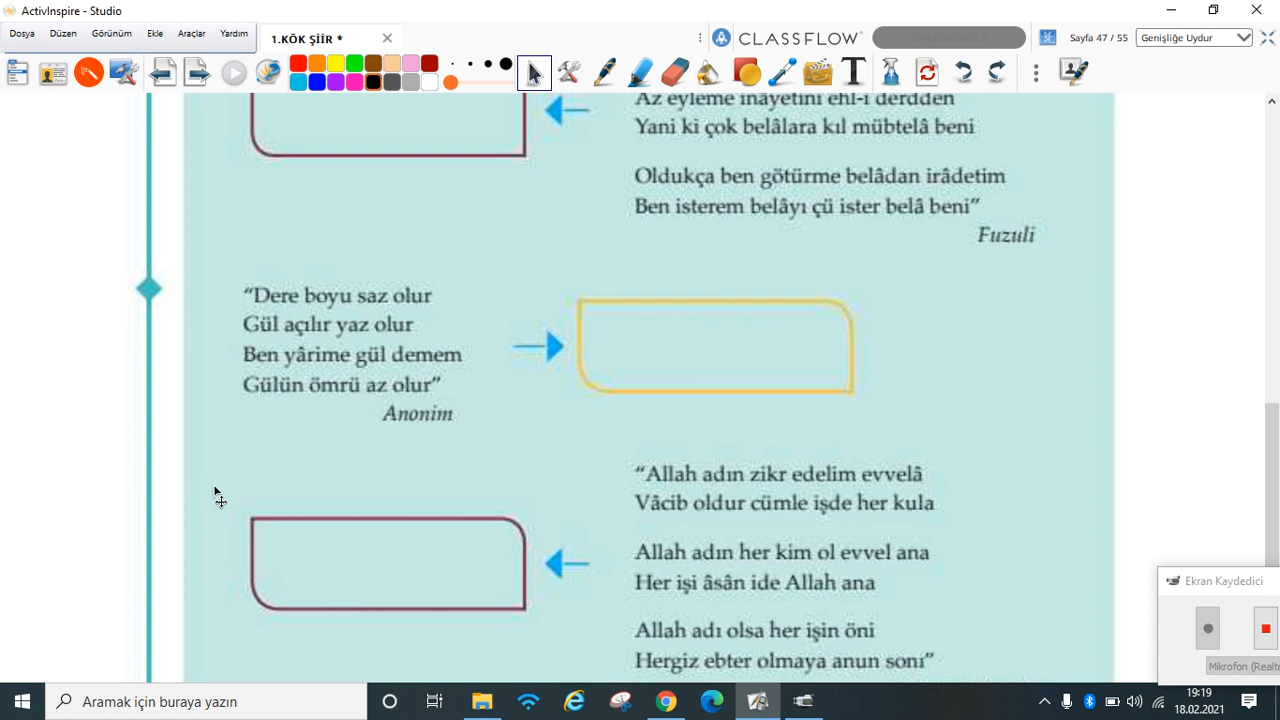 ActivInspire - Studio
Dosya Düzen Görünüm Ekle Araçlar Yardım
1.KÖK ŞİİR *
CLASSFLOW
Sayfa 47 / 55
Genişliğe Uydur
Az eyleme inâyetini ehl-i derdden
Yani ki çok belâlara kıl mübtelâ beni
Oldukça ben götürme belâdan irâdetim
Ben isterem belâyı çü ister belâ beni”
Fuzuli
“Dere boyu saz olur
Gül açılır yaz olur
Ben yârime gül demem
Gülün ömrü az olur”
Anonim
“Allah adın zikr edelim evvelâ
Vâcib oldur cümle işde her kula
Allah adın her kim ol evvel ana
Her işi âsân ide Allah ana
Allah adı olsa her işin öni
Hergiz ebter olmaya anun sonı”
Ekran Kaydedici
Mikrofon (Realte
Aramak için buraya yazın
19:19
18.02.2021